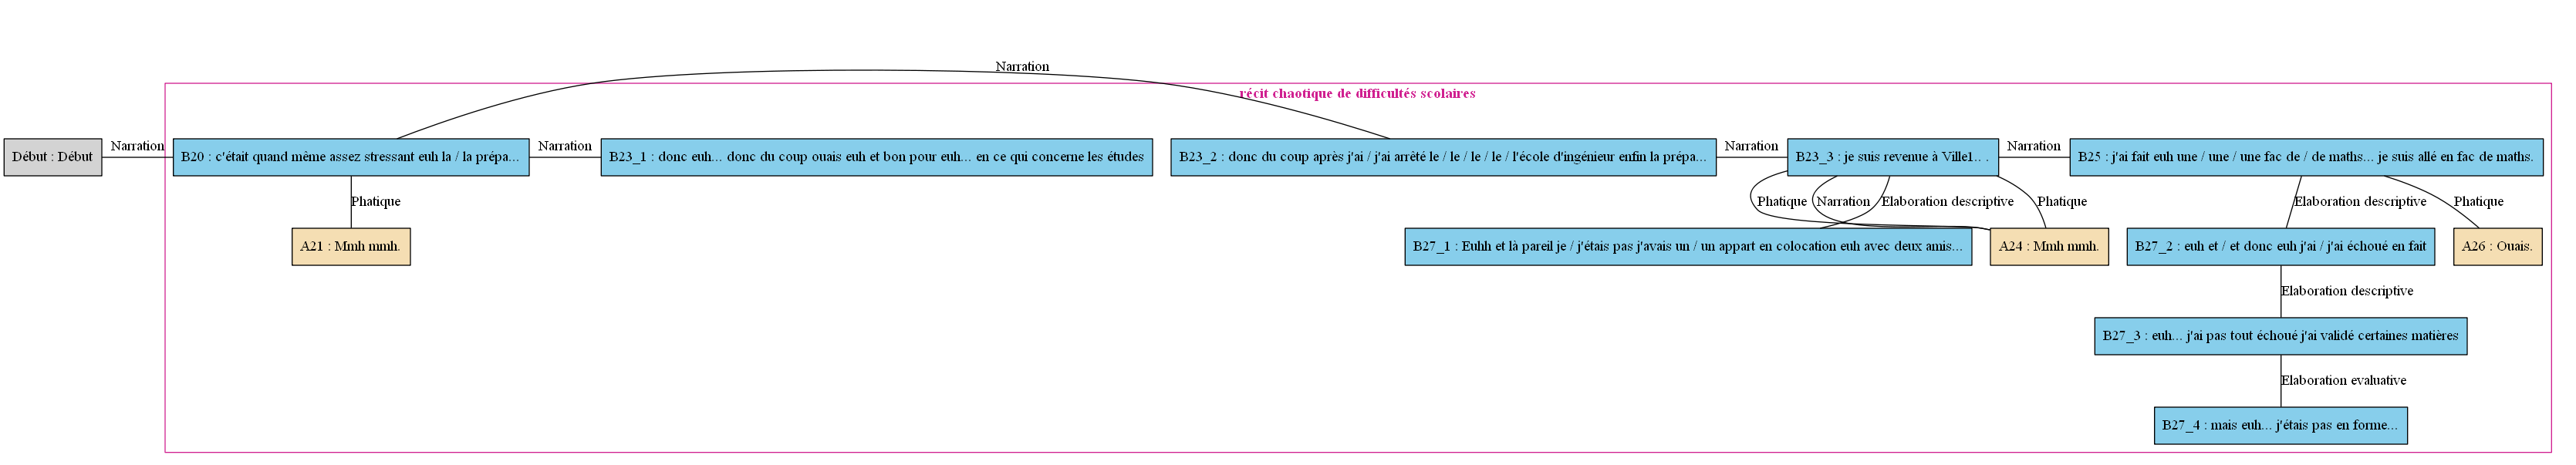 Narration
récit chaotique de difficultés scolaires
Début : Début
Narration
B20 : c'était quand même assez stressant euh la / la prépa...
Narration
B23_1 : donc euh... donc du coup ouais euh et bon pour euh... en ce qui concerne les études
B23_2 : donc du coup après j'ai / j'ai arrêté le / le / le / le / l'école d'ingénieur enfin la prépa...
Narration
B23_3 : je suis revenue à Ville1.. .
Narration
B25 : j'ai fait euh une / une / une fac de / de maths... je suis allé en fac de maths.
Phatique
Phatique
Narration
Elaboration descriptive
Phatique
Elaboration descriptive
Phatique
A21 : Mmh mmh.
B27_1 : Euhh et là pareil je / j'étais pas j'avais un / un appart en colocation euh avec deux amis...
A24 : Mmh mmh.
B27_2 : euh et / et donc euh j'ai / j'ai échoué en fait
A26 : Ouais.
Elaboration descriptive
B27_3 : euh... j'ai pas tout échoué j'ai validé certaines matières
Elaboration evaluative
B27_4 : mais euh... j'étais pas en forme...